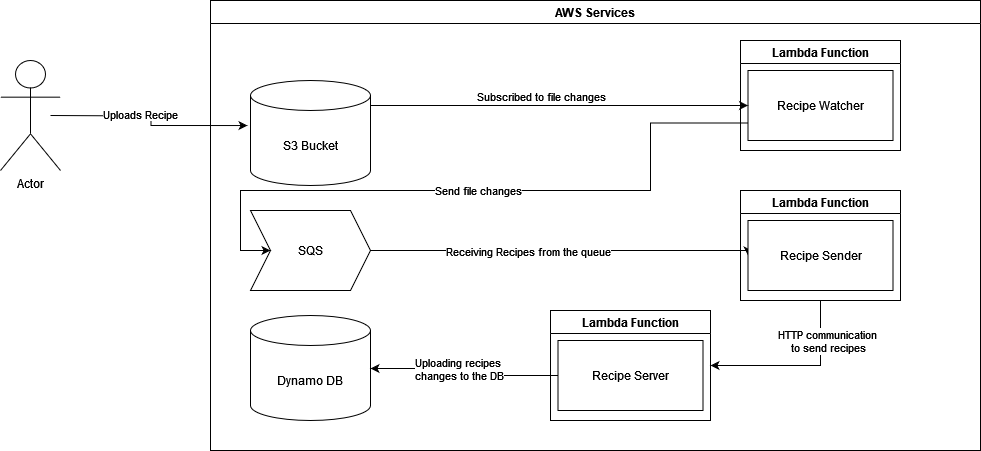 AWS Services
Lambda Function
Recipe Watcher
Subscribed to file changes
Uploads Recipe
S3 Bucket
Actor
Send file changes
Lambda Function
SQS
Receiving Recipes from the queue
Recipe Sender
Lambda Function
HTTP communication
to send recipes
Uploading recipes
changes to the DB
Dynamo DB
Recipe Server